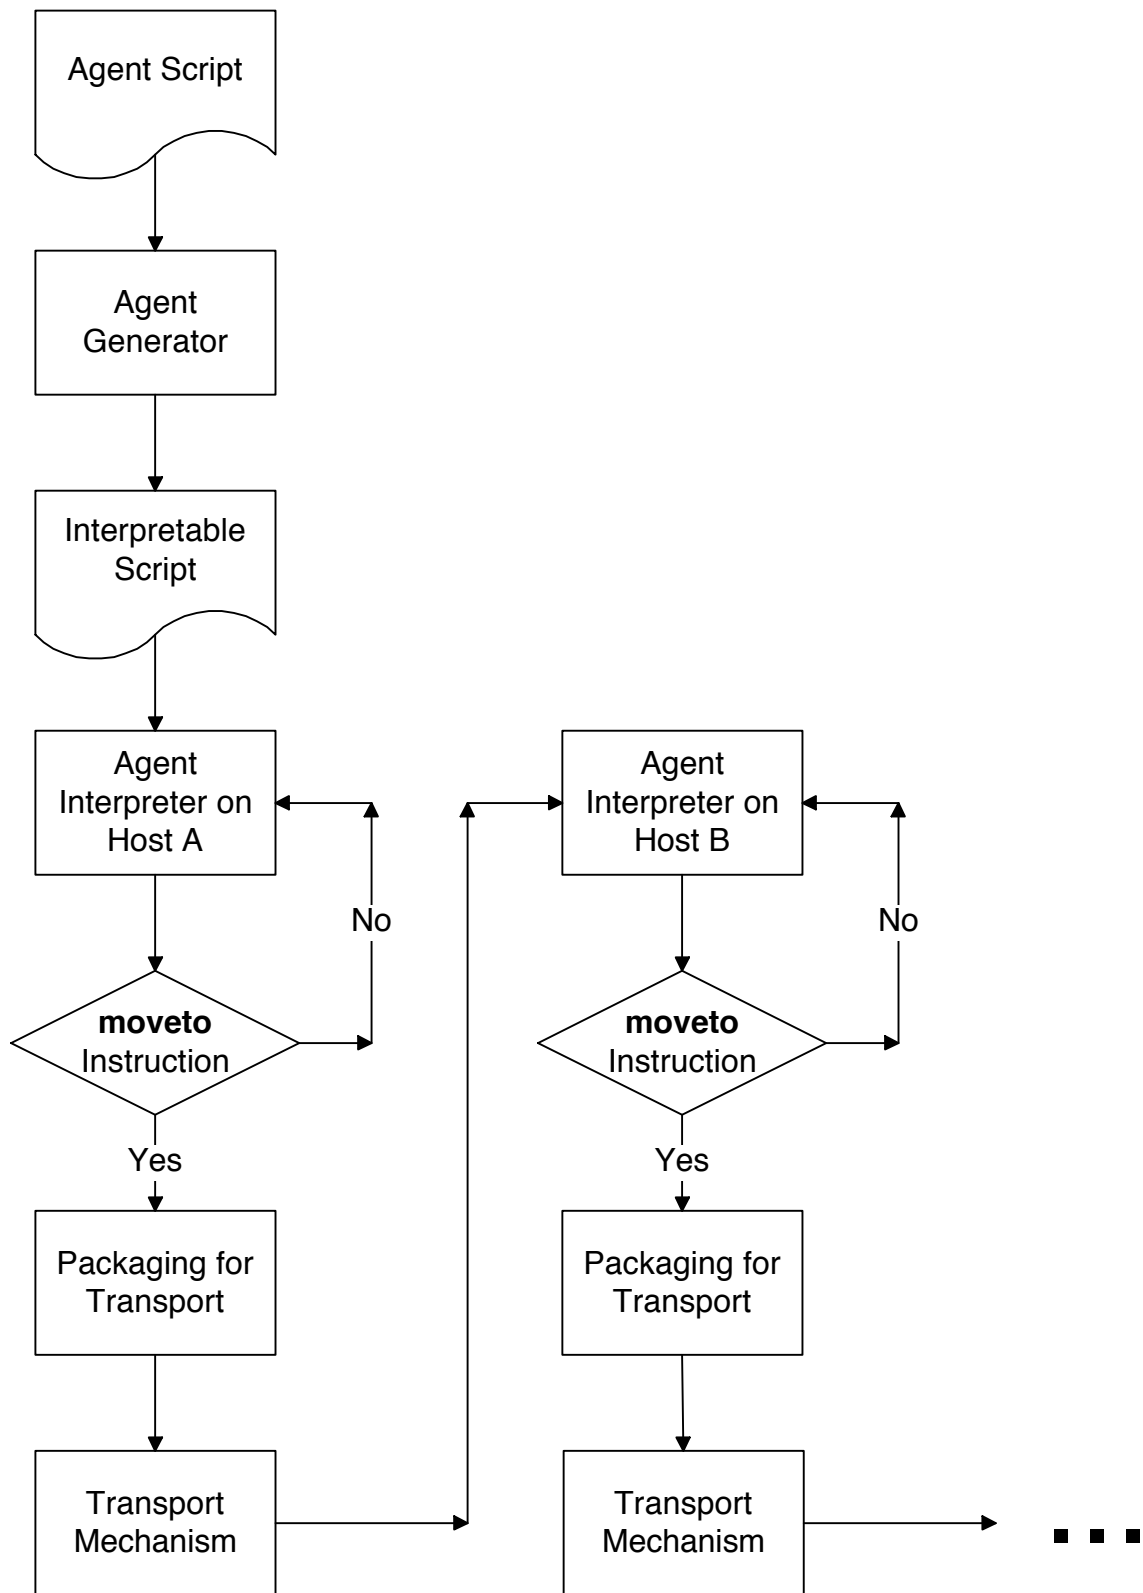 Agent Script
Agent
Generator
Interpretable
Script
Agent
Interpreter on
Host A
No
moveto
Instruction
Yes
Packaging for
Transport
Transport
Mechanism
Agent
Interpreter on
Host B
No
moveto
Instruction
Yes
Packaging for
Transport
Transport
Mechanism
...